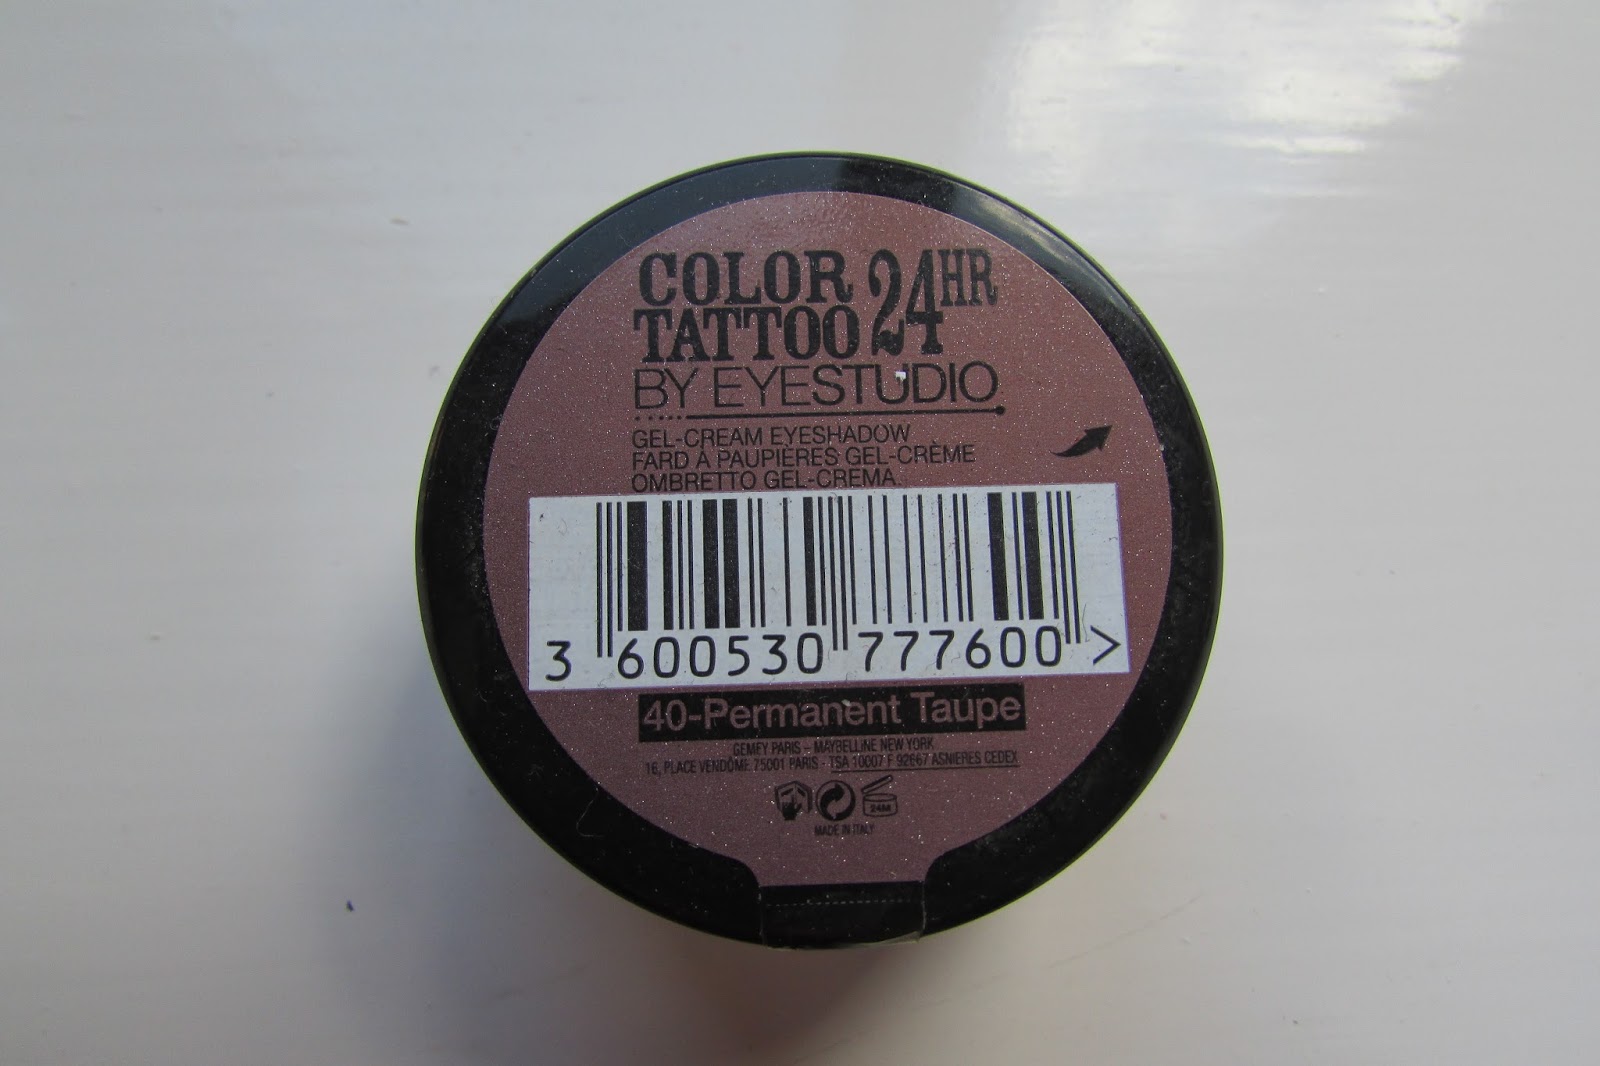 COLOR 24HR
TATTOO
BY EYESTUDIO
GEL-CREAM EYESHADOW
FARD À PAUPIÈRES GEL-CRÈME
OMBRETTO GEL-CREMA.
3 600530 777600 >
40-Permanent Taupe
GEMEY PARIS - MAYBELLINE NEW YORK
16, PLACE VENDÔME 75001 PARIS - TSA 10007 F 92667 ASNIERES CEDEX
24M
MADE IN ITALY